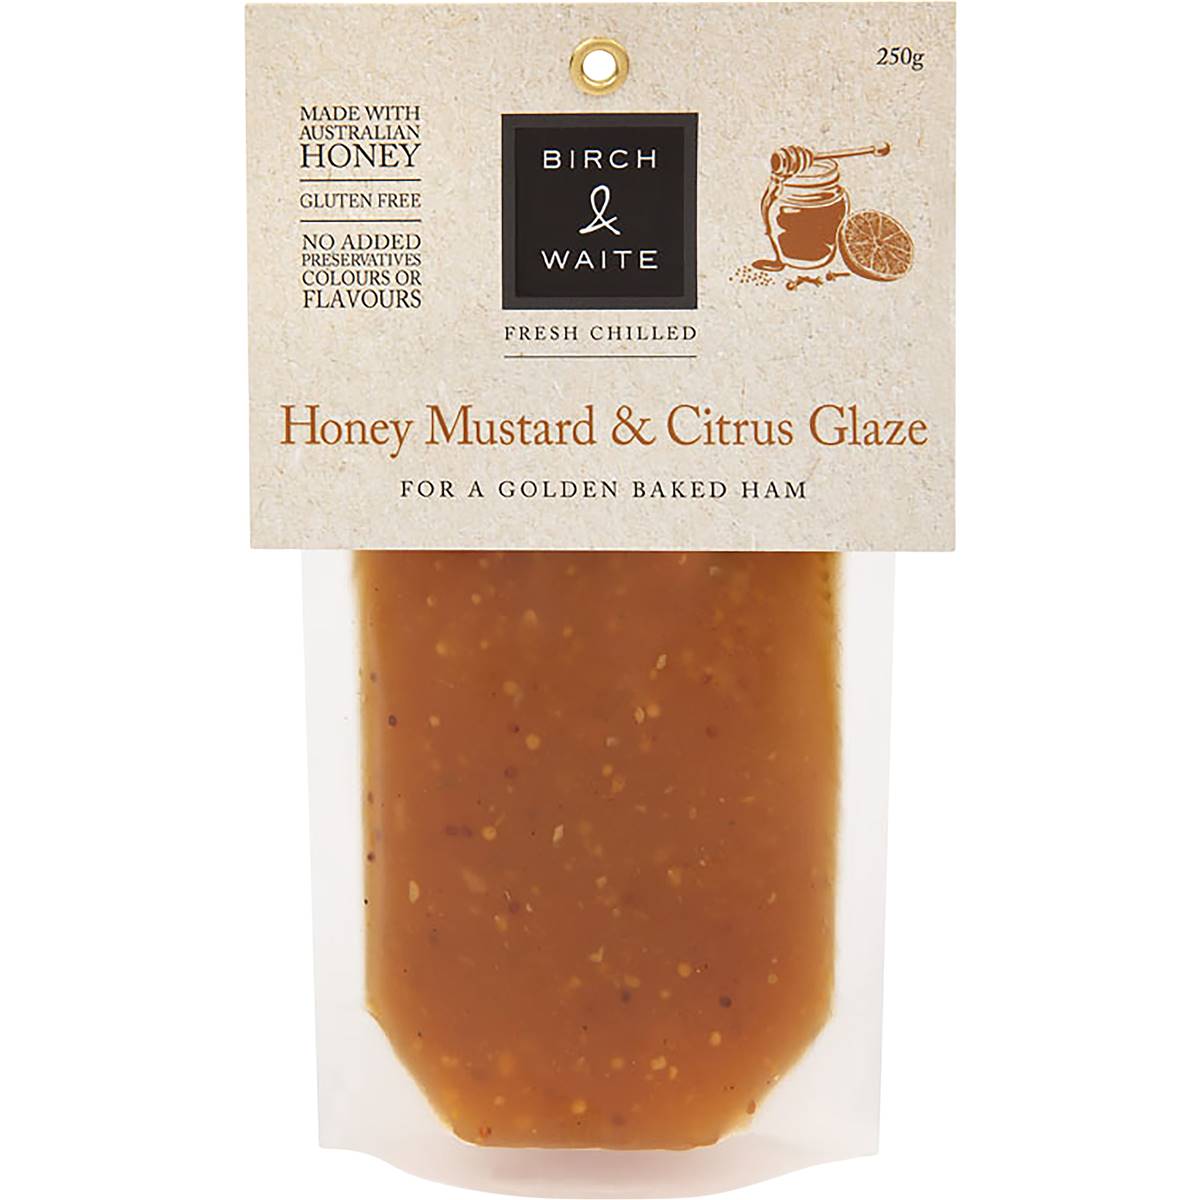 250g
MADE WITH
AUSTRALIAN
HONEY
GLUTEN FREE
NO ADDED
PRESERVATIVES
COLOURS OR
FLAVOURS
BIRCH
&
WAITE
FRESH CHILLED
Honey Mustard & Citrus Glaze
FOR A GOLDEN BAKED HAM